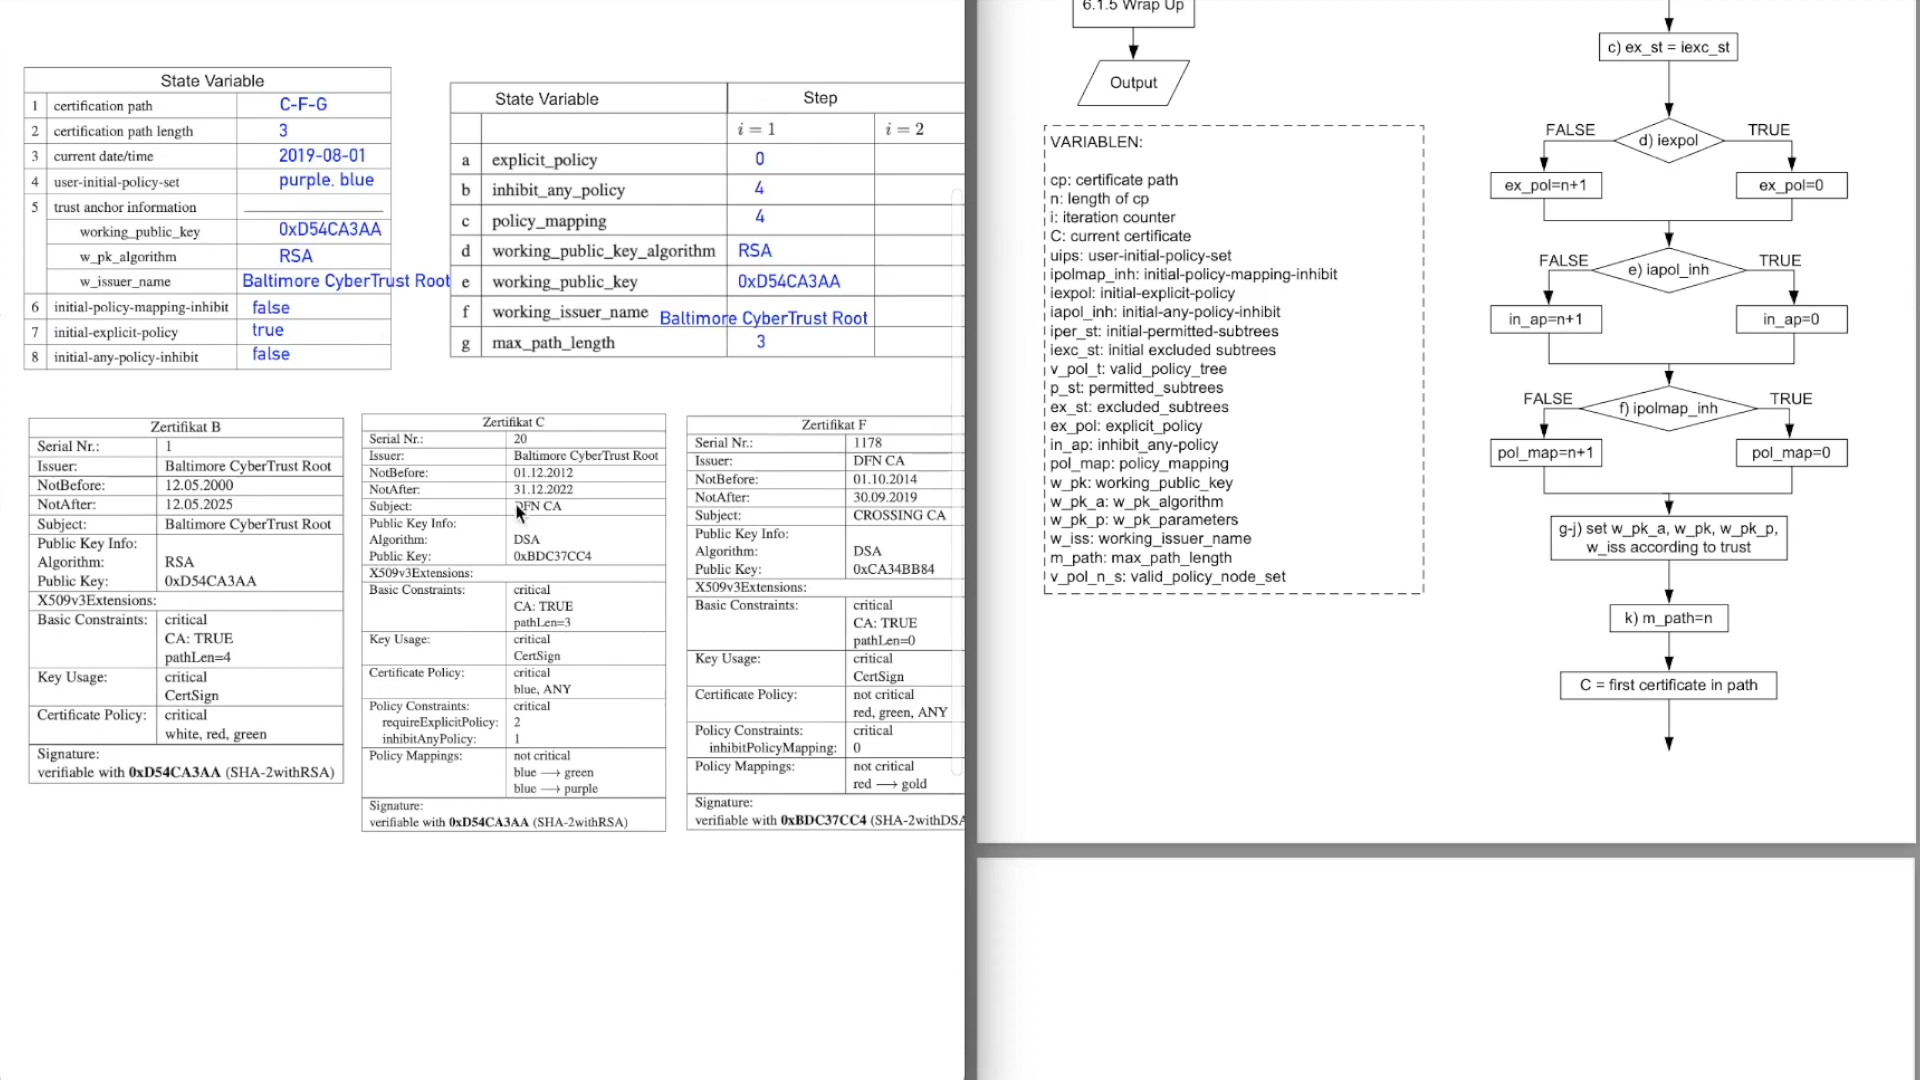 State Variable
1 certification path C-F-G
2 certification path length 3
3 current date/time 2019-08-01
4 user-initial-policy-set purple, blue
5 trust anchor information
working_public_key 0xD54CA3AA
w_pk_algorithm RSA
w_issuer_name Baltimore CyberTrust Root
6 initial-policy-mapping-inhibit false
7 initial-explicit-policy true
8 initial-any-policy-inhibit false
State Variable Step
i = 1 i = 2
a explicit_policy 0
b inhibit_any_policy 4
c policy_mapping 4
d working_public_key_algorithm RSA
e working_public_key 0xD54CA3AA
f working_issuer_name Baltimore CyberTrust Root
g max_path_length 3
Zertifikat B
Serial Nr.: 1
Issuer: Baltimore CyberTrust Root
NotBefore: 12.05.2000
NotAfter: 12.05.2025
Subject: Baltimore CyberTrust Root
Public Key Info:
Algorithm: RSA
Public Key: 0xD54CA3AA
X509v3Extensions:
Basic Constraints: critical
CA: TRUE
pathLen=4
Key Usage: critical
CertSign
Certificate Policy: critical
white, red, green
Signature:
verifiable with 0xD54CA3AA (SHA-2withRSA)
Zertifikat C
Serial Nr.: 20
Issuer: Baltimore CyberTrust Root
NotBefore: 01.12.2012
NotAfter: 31.12.2022
Subject: DFN CA
Public Key Info:
Algorithm: DSA
Public Key: 0xBDC37CC4
X509v3Extensions:
Basic Constraints: critical
CA: TRUE
pathLen=3
Key Usage: critical
CertSign
Certificate Policy: critical
blue, ANY
Policy Constraints: critical
requireExplicitPolicy: 2
inhibitAnyPolicy: 1
Policy Mappings: not critical
blue ⟶ green
blue ⟶ purple
Signature:
verifiable with 0xD54CA3AA (SHA-2withRSA)
Zertifikat F
Serial Nr.: 1178
Issuer: DFN CA
NotBefore: 01.10.2014
NotAfter: 30.09.2019
Subject: CROSSING CA
Public Key Info:
Algorithm: DSA
Public Key: 0xCA34BB84
X509v3Extensions:
Basic Constraints: critical
CA: TRUE
pathLen=0
Key Usage: critical
CertSign
Certificate Policy: not critical
red, green, ANY
Policy Constraints: critical
inhibitPolicyMapping: 0
Policy Mappings: not critical
red ⟶ gold
Signature:
verifiable with 0xBDC37CC4 (SHA-2withDSA
6.1.5 Wrap Up
Output
VARIABLEN:
cp: certificate path
n: length of cp
i: iteration counter
C: current certificate
uips: user-initial-policy-set
ipolmap_inh: initial-policy-mapping-inhibit
iexpol: initial-explicit-policy
iapol_inh: initial-any-policy-inhibit
iper_st: initial-permitted-subtrees
iexc_st: initial excluded subtrees
v_pol_t: valid_policy_tree
p_st: permitted_subtrees
ex_st: excluded_subtrees
ex_pol: explicit_policy
in_ap: inhibit_any-policy
pol_map: policy_mapping
w_pk: working_public_key
w_pk_a: w_pk_algorithm
w_pk_p: w_pk_parameters
w_iss: working_issuer_name
m_path: max_path_length
v_pol_n_s: valid_policy_node_set
c) ex_st = iexc_st
FALSE d) iexpol TRUE
ex_pol=n+1 ex_pol=0
FALSE e) iapol_inh TRUE
in_ap=n+1 in_ap=0
FALSE f) ipolmap_inh TRUE
pol_map=n+1 pol_map=0
g-j) set w_pk_a, w_pk, w_pk_p,
w_iss according to trust
k) m_path=n
C = first certificate in path